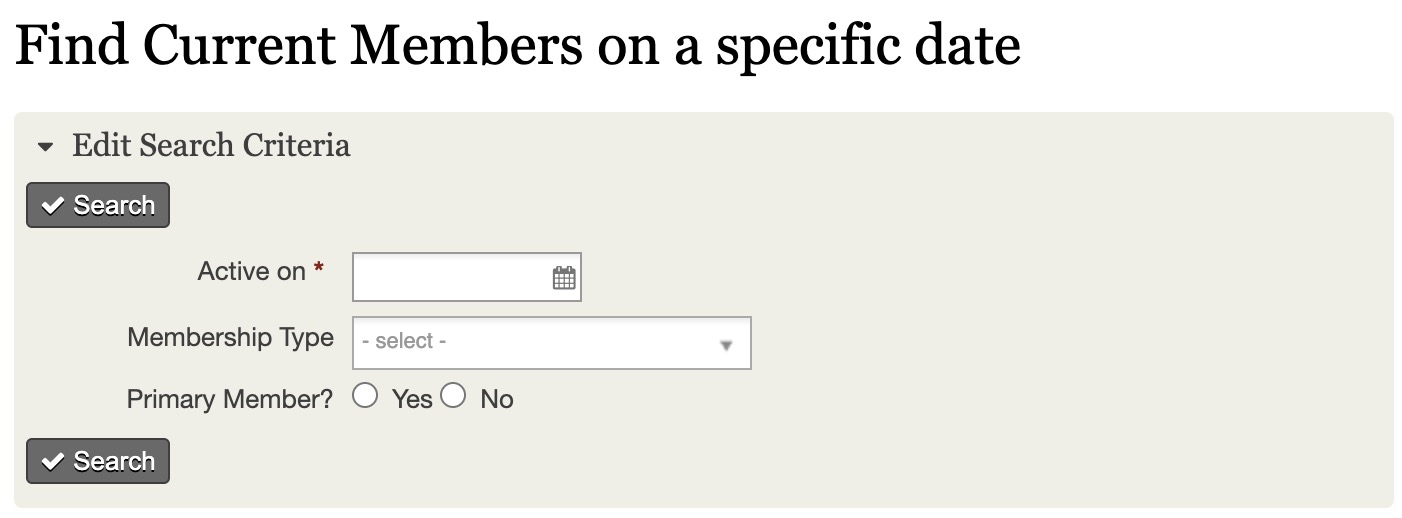 Find Current Members on a specific date
Edit Search Criteria
Search
Active on *
Membership Type - select -
Primary Member? Yes No
Search